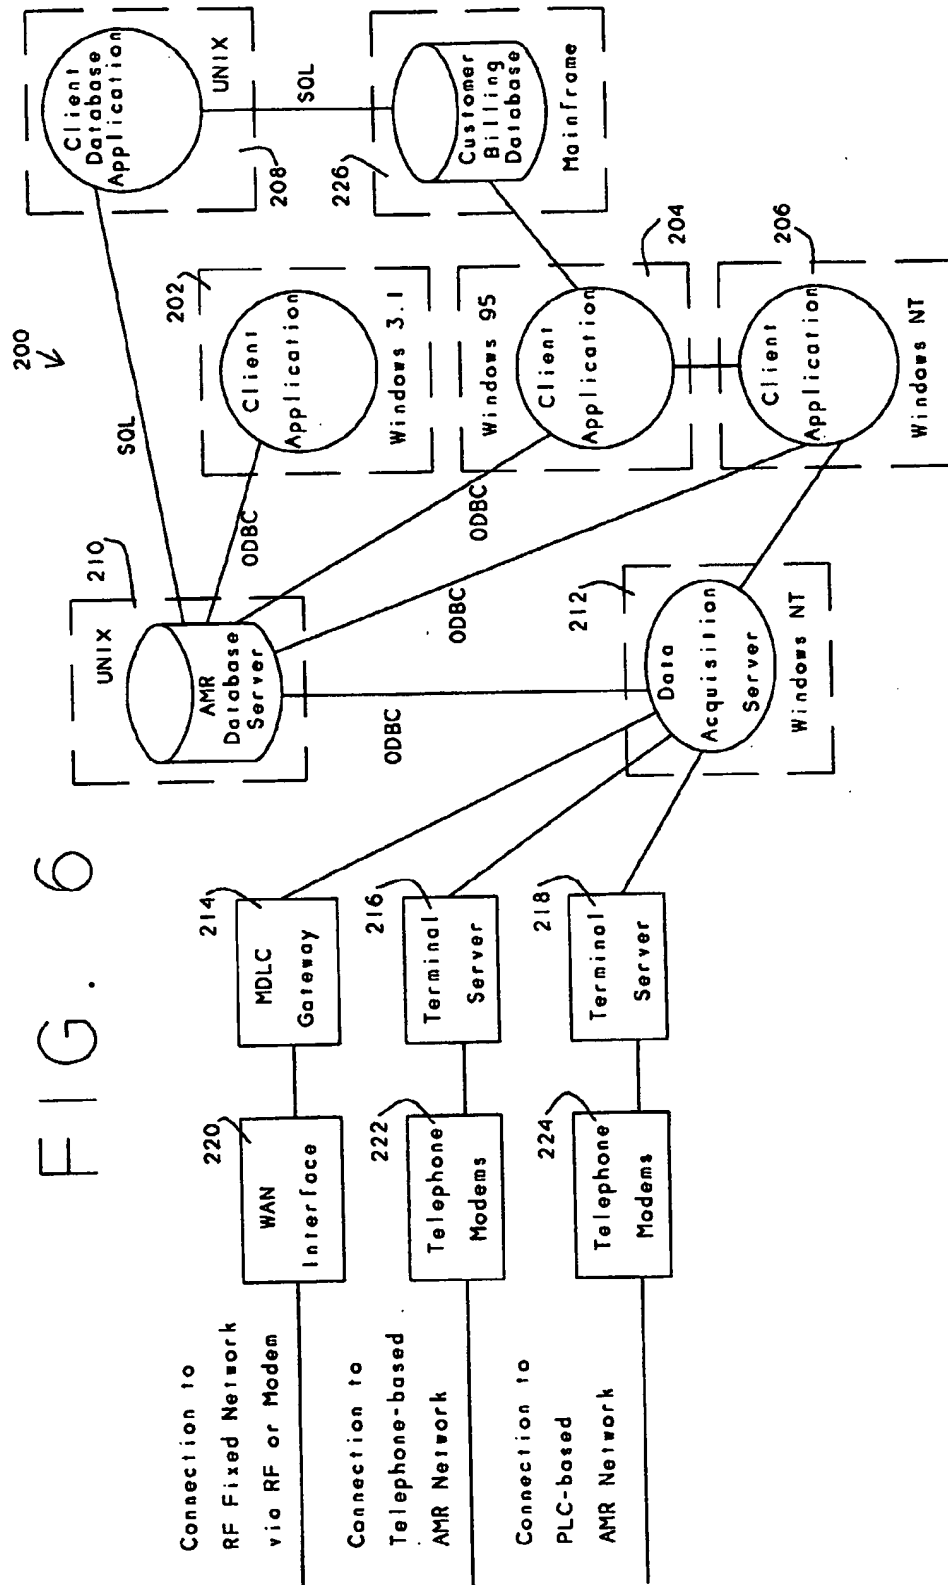 FIG. 6
200
Connection to
RF Fixed Network
via RF or Modem
220
WAN
Interface
214
MDLC
Gateway
Connection to
Telephone-based
AMR Network
222
Telephone
Modems
216
Terminal
Server
Connection to
PLC-based
AMR Network
224
Telephone
Modems
218
Terminal
Server
210
UNIX
AMR
Database
Server
ODBC
212
Data
Acquisition
Server
Windows NT
SQL
ODBC
ODBC
ODBC
202
Client
Application
Windows 3.1
Windows 95
204
Client
Application
206
Client
Application
Windows NT
Client
Database
Application
UNIX
208
SQL
226
Customer
Billing
Database
Mainframe